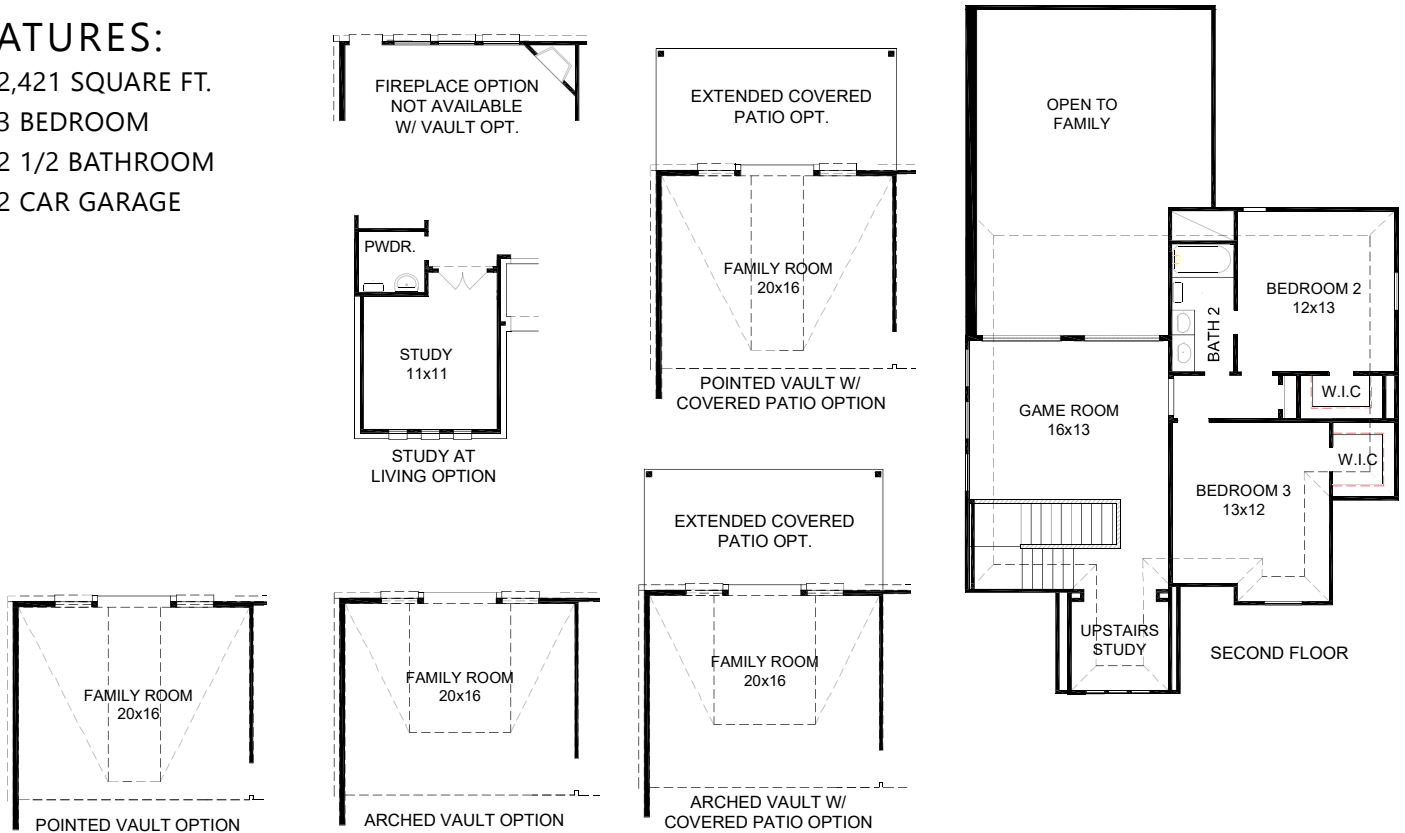 ATURES:
2,421 SQUARE FT.
3 BEDROOM
2 1/2 BATHROOM
2 CAR GARAGE
FIREPLACE OPTION
NOT AVAILABLE
W/ VAULT OPT.
PWDR.
STUDY
11x11
STUDY AT
LIVING OPTION
EXTENDED COVERED
PATIO OPT.
FAMILY ROOM
20x16
POINTED VAULT W/
COVERED PATIO OPTION
OPEN TO
FAMILY
BEDROOM 2
12x13
BATH 2
W.I.C
GAME ROOM
16x13
W.I.C
BEDROOM 3
13x12
UPSTAIRS
STUDY
SECOND FLOOR
FAMILY ROOM
20x16
POINTED VAULT OPTION
FAMILY ROOM
20x16
ARCHED VAULT OPTION
EXTENDED COVERED
PATIO OPT.
FAMILY ROOM
20x16
ARCHED VAULT W/
COVERED PATIO OPTION